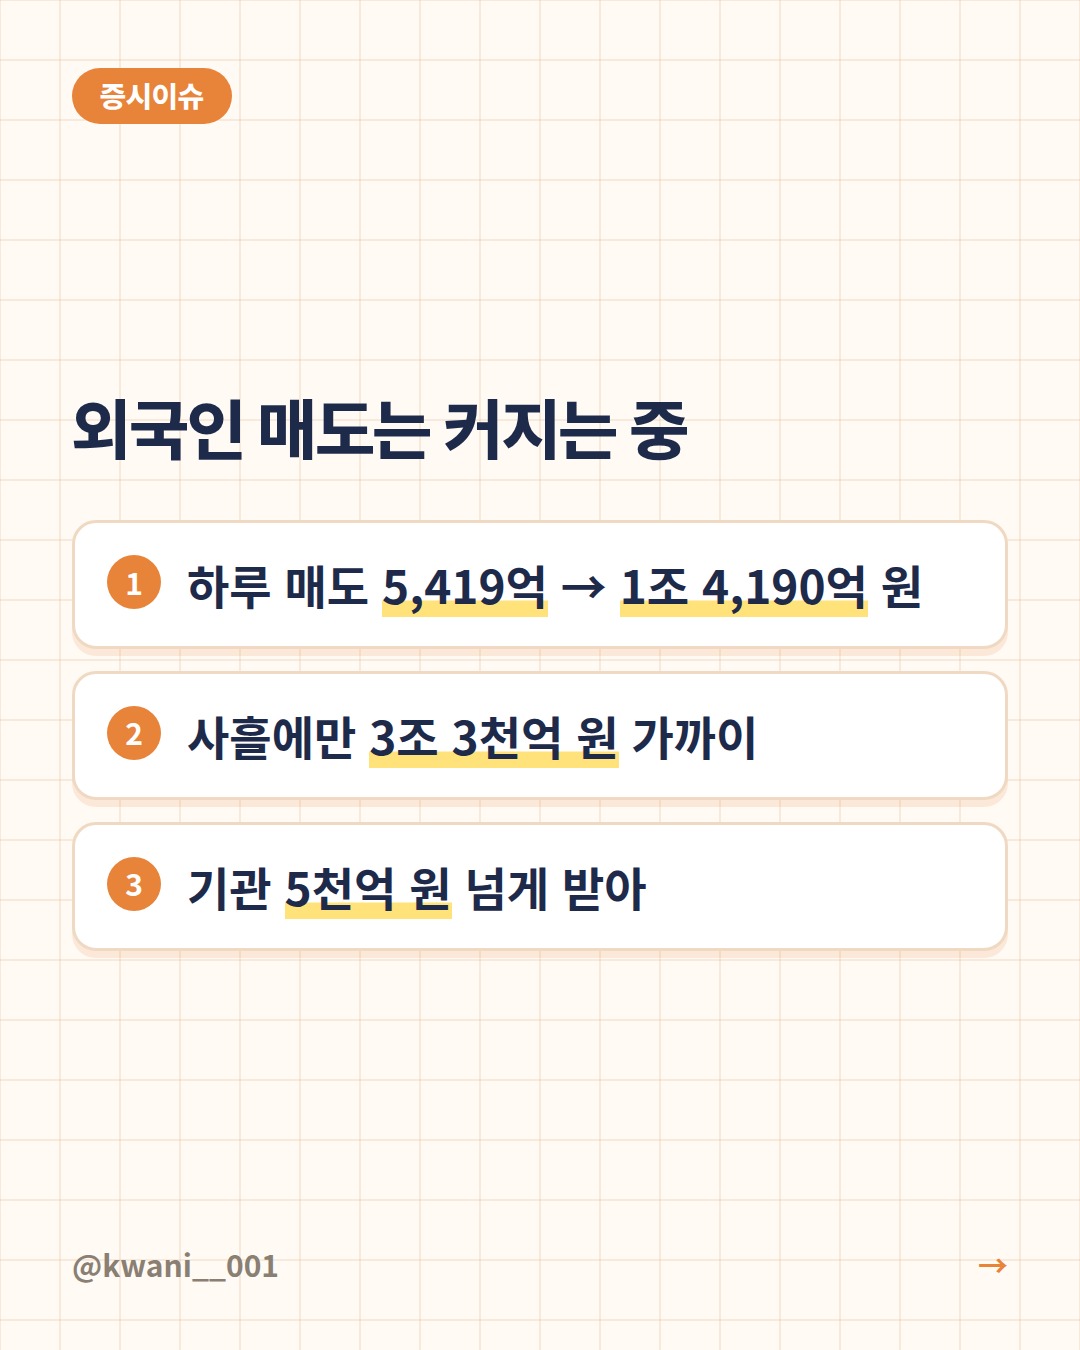 증시이슈
외국인 매도는 커지는 중
1 하루 매도 5,419억 → 1조 4,190억 원
2 사흘에만 3조 3천억 원 가까이
3 기관 5천억 원 넘게 받아
@kwani__001 →